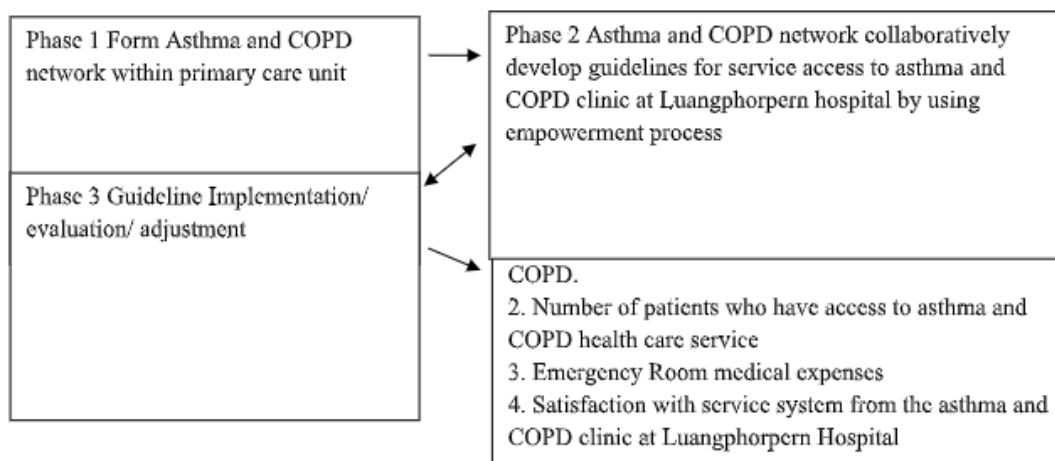 Phase 1 Form Asthma and COPD
network within primary care unit
Phase 2 Asthma and COPD network collaboratively
develop guidelines for service access to asthma and
COPD clinic at Luangphorpern hospital by using
empowerment process
Phase 3 Guideline Implementation/
evaluation/ adjustment
COPD.
2. Number of patients who have access to asthma and
COPD health care service
3. Emergency Room medical expenses
4. Satisfaction with service system from the asthma and
COPD clinic at Luangphorpern Hospital